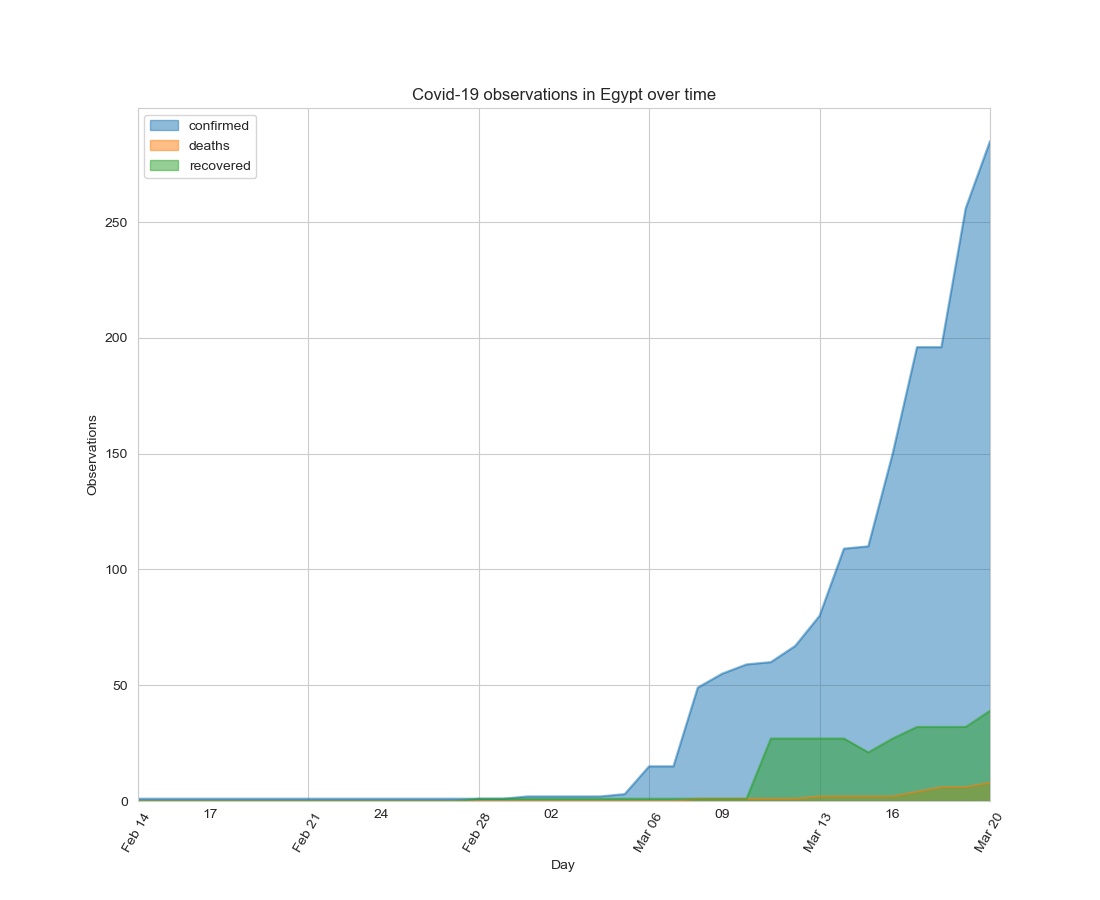 Covid-19 observations in Egypt over time
confirmed
deaths
recovered
250
200
150
100
50
0
Observations
17
24
02
09
16
Feb 14
Feb 21
Feb 28
Mar 06
Mar 13
Mar 20
Day